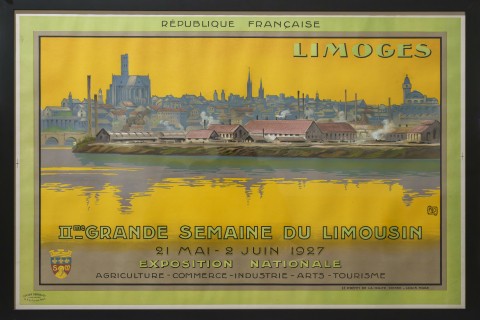 RÉPUBLIQUE FRANÇAISE
LIMOGES
IIme GRANDE SEMAINE DU LIMOUSIN
21 MAI - 2 JUIN 1927
EXPOSITION NATIONALE
AGRICULTURE - COMMERCE - INDUSTRIE - ARTS - TOURISME